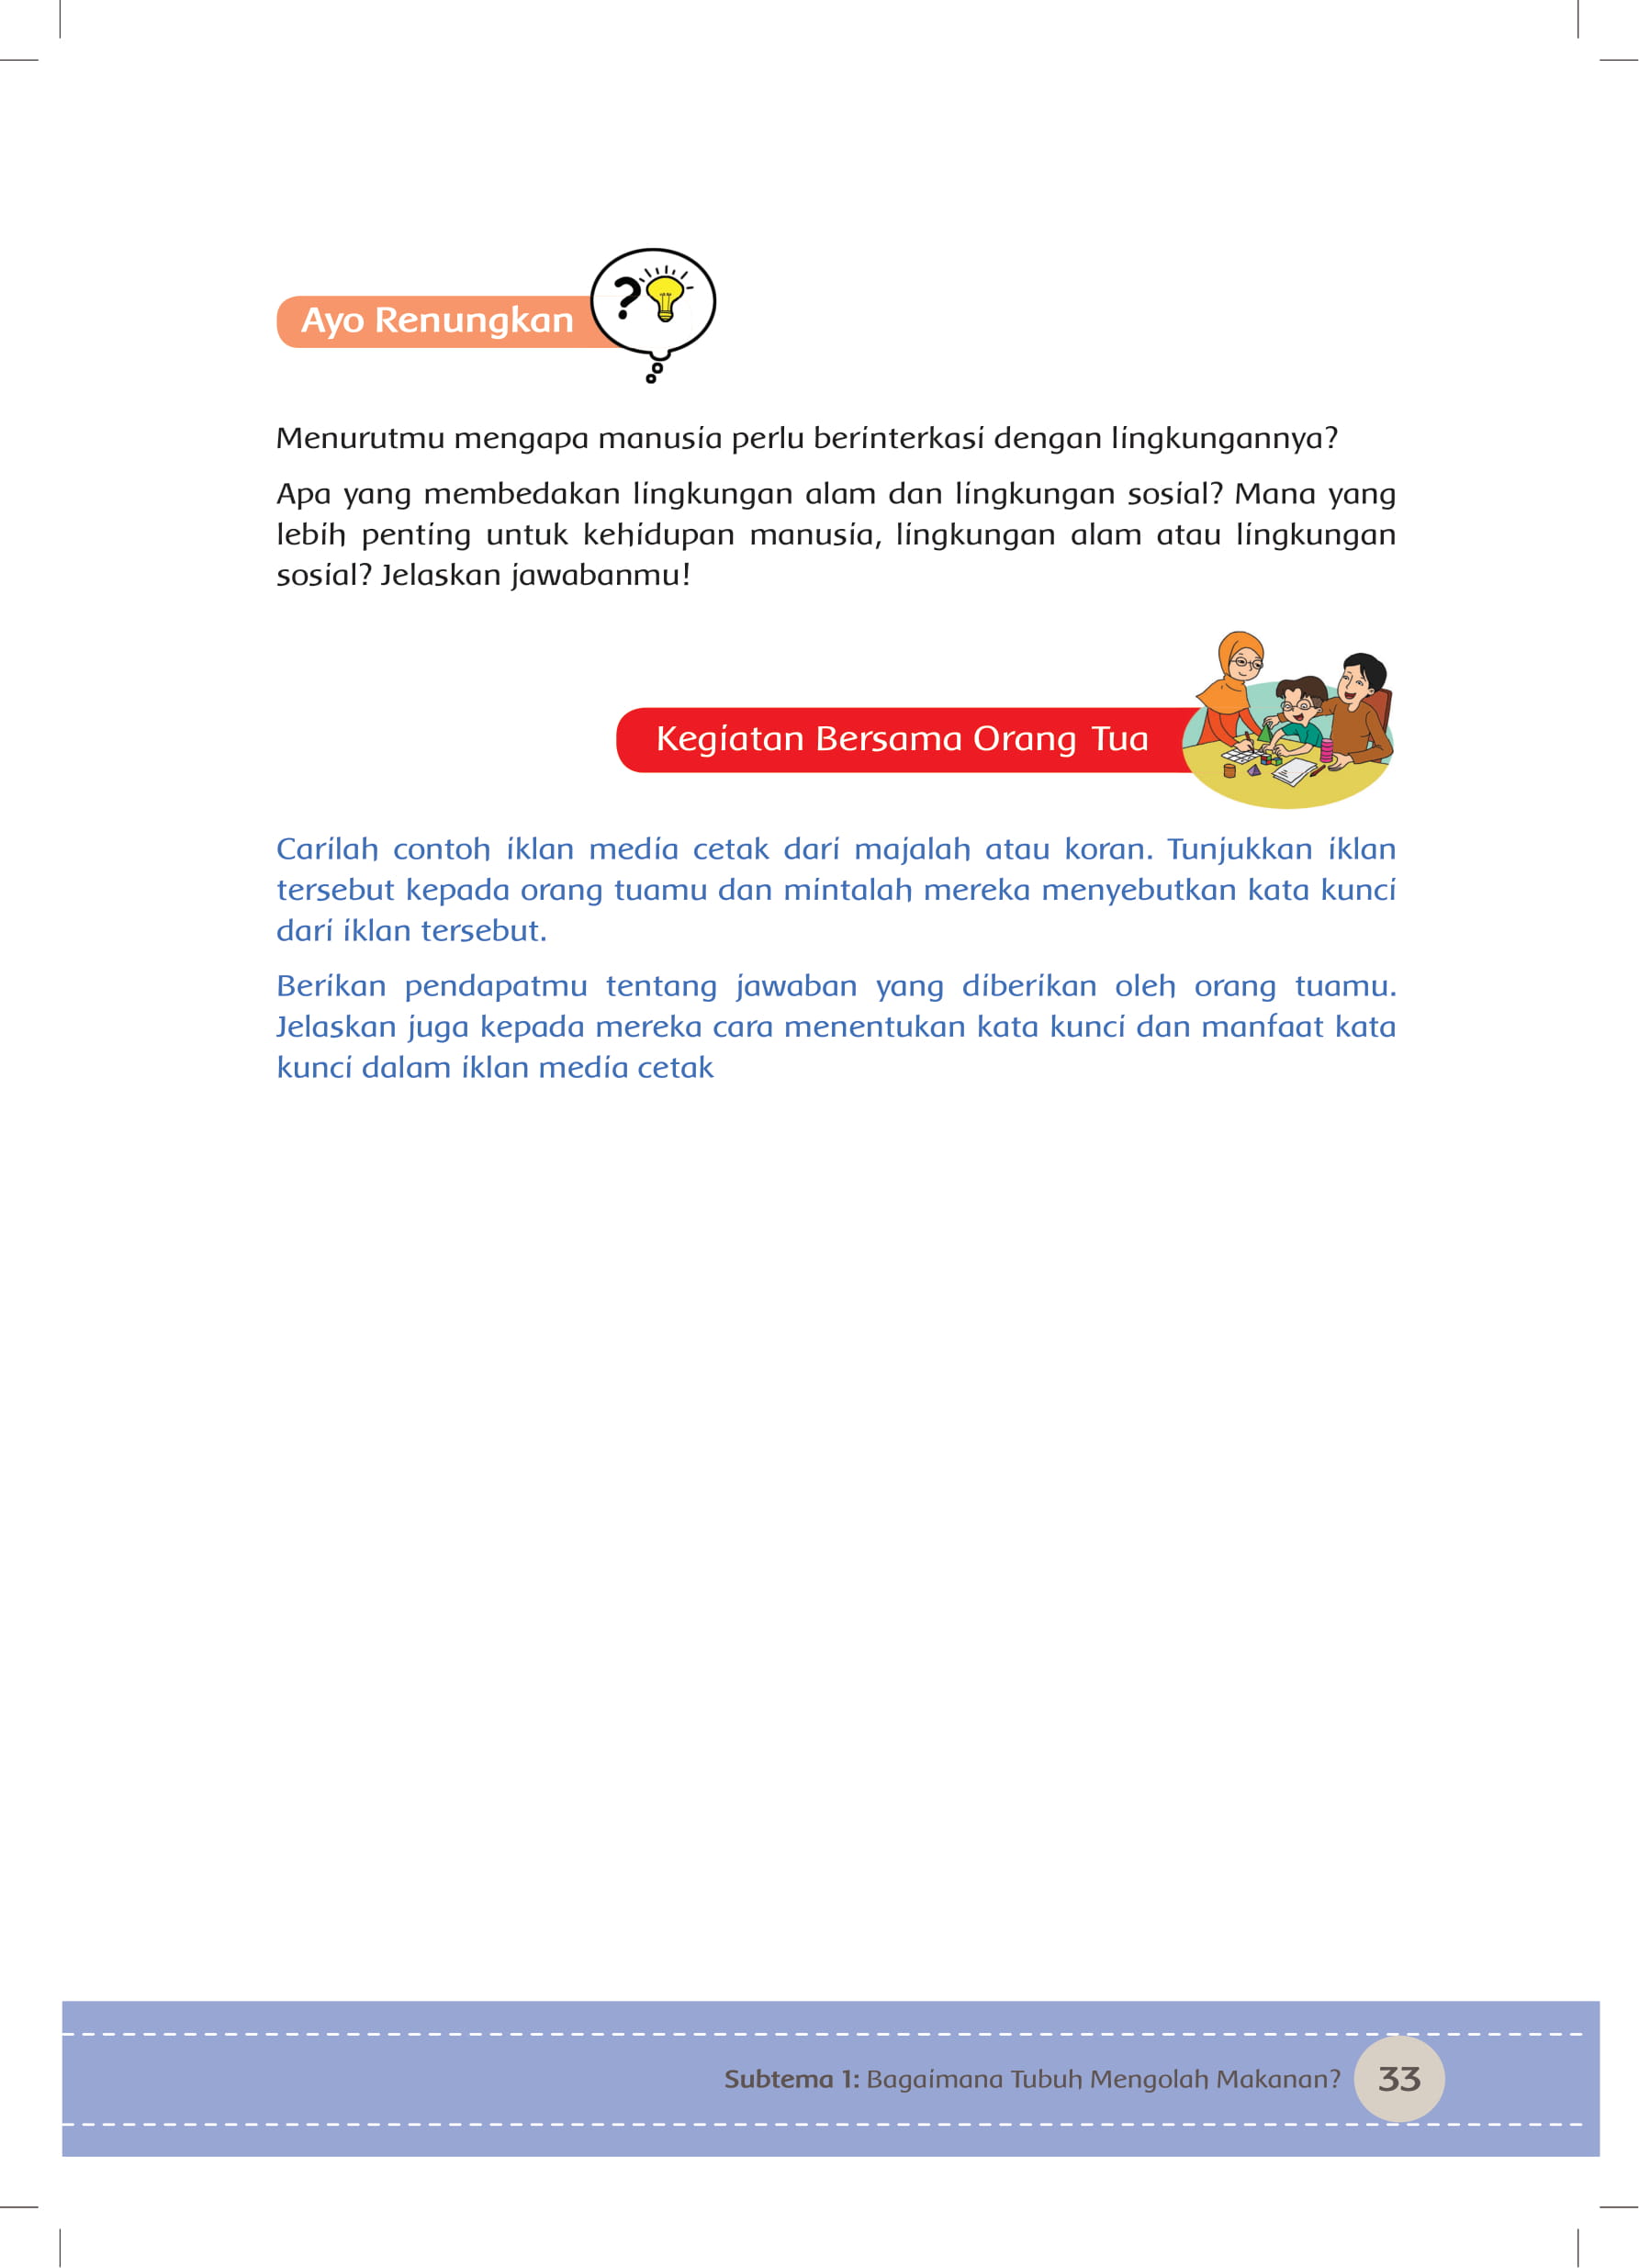 Ayo Renungkan
?
Menurutmu mengapa manusia perlu berinterkasi dengan lingkungannya?
Apa yang membedakan lingkungan alam dan lingkungan sosial? Mana yang
lebih penting untuk kehidupan manusia, lingkungan alam atau lingkungan
sosial? Jelaskan jawabanmu!
Kegiatan Bersama Orang Tua
Carilah contoh iklan media cetak dari majalah atau koran. Tunjukkan iklan
tersebut kepada orang tuamu dan mintalah mereka menyebutkan kata kunci
dari iklan tersebut.
Berikan pendapatmu tentang jawaban yang diberikan oleh orang tuamu.
Jelaskan juga kepada mereka cara menentukan kata kunci dan manfaat kata
kunci dalam iklan media cetak
Subtema 1: Bagaimana Tubuh Mengolah Makanan? 33